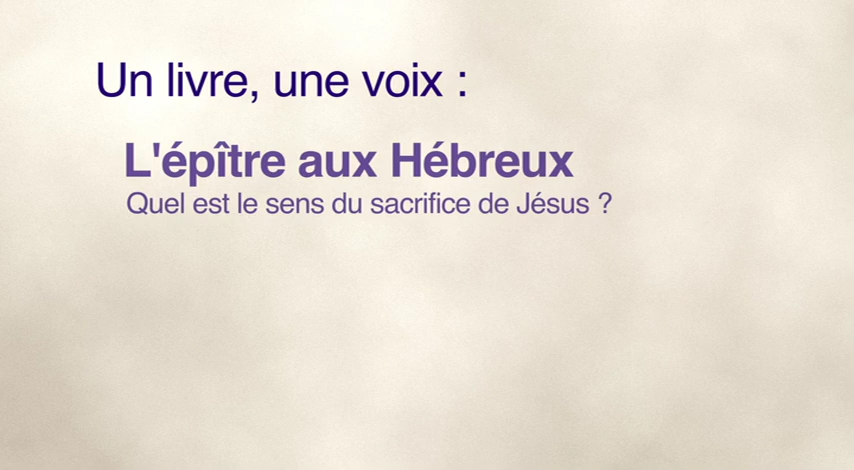 Un livre, une voix :
L'épître aux Hébreux
Quel est le sens du sacrifice de Jésus ?